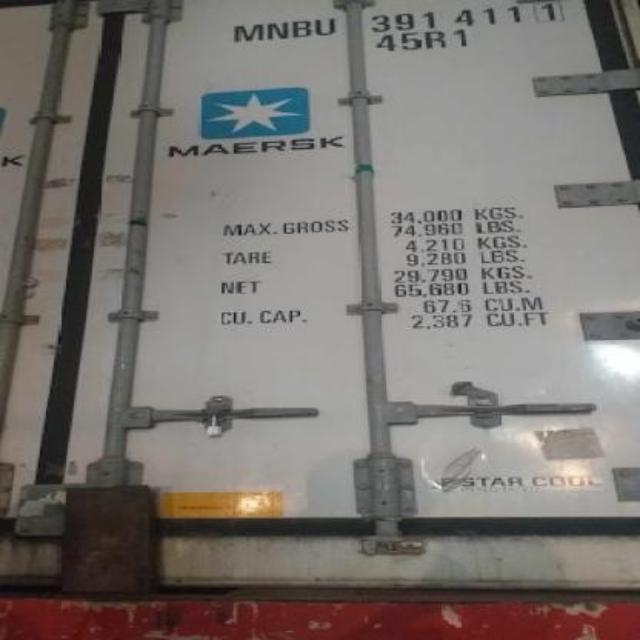 MNBU 391 411 1
45R1
MAERSK
K
MAX. GROSS 34.000 KGS.
74.960 LBS.
TARE 4.210 KGS.
9.280 LBS.
NET 29.790 KGS.
65.680 LBS.
CU. CAP. 67.6 CU.M
2.387 CU.FT
STAR COOL